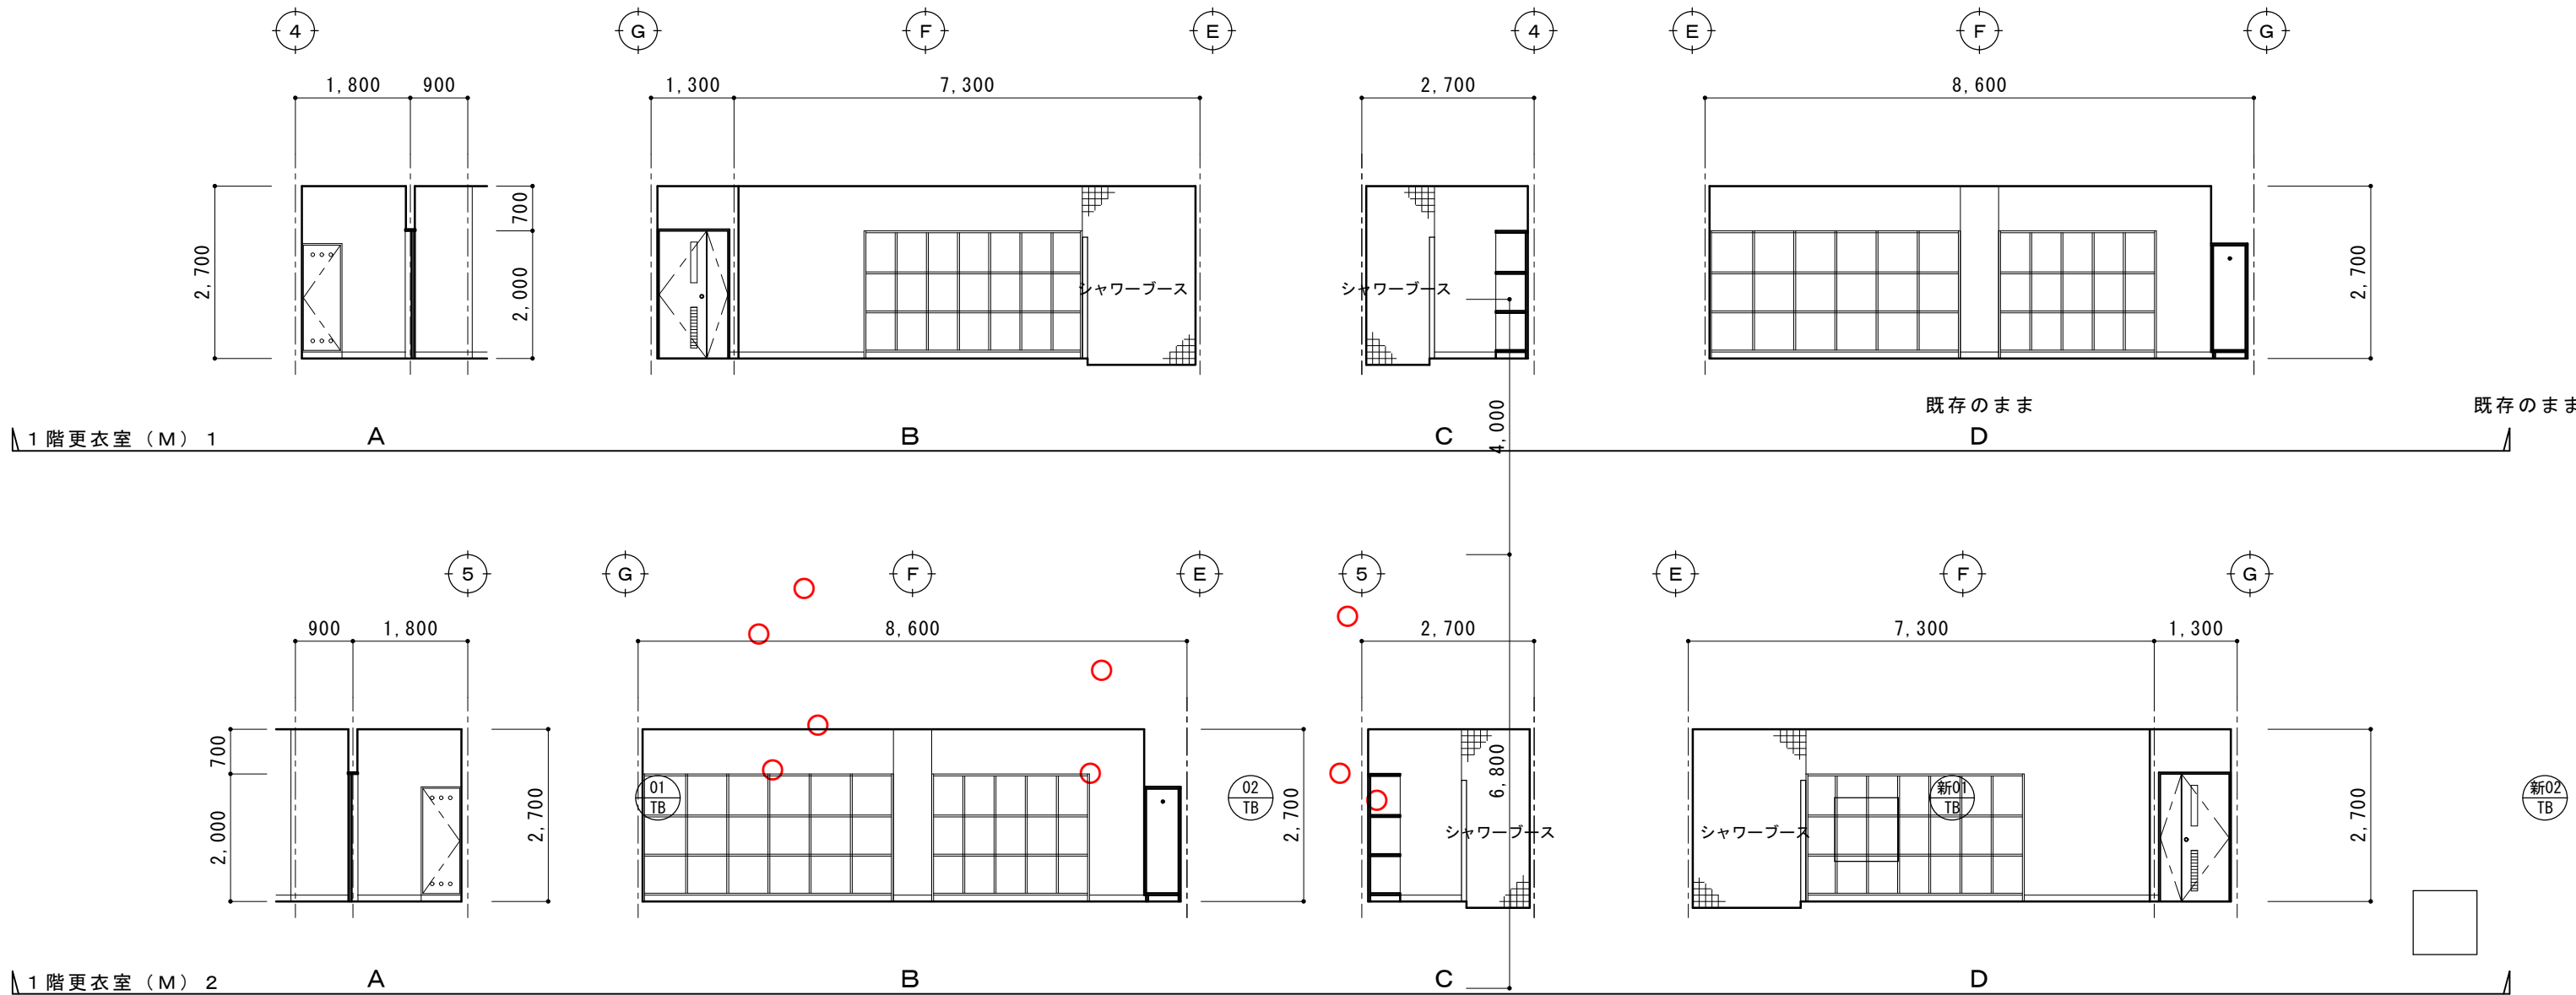 4 G F E 4 E F G
1,800 900 1,300 7,300 2,700 8,600
2,700
700
2,000
シャワーブース
シャワーブース
2,700
4,000
既存のまま 既存のまま
1階更衣室（M）1 A B C D
5 G F E 5 E F G
900 1,800 8,600 2,700 7,300 1,300
700
2,000
2,700
01
TB
02
TB
2,700
6,800
シャワーブース
シャワーブース
新01
TB
2,700
新02
TB
1階更衣室（M）2 A B C D